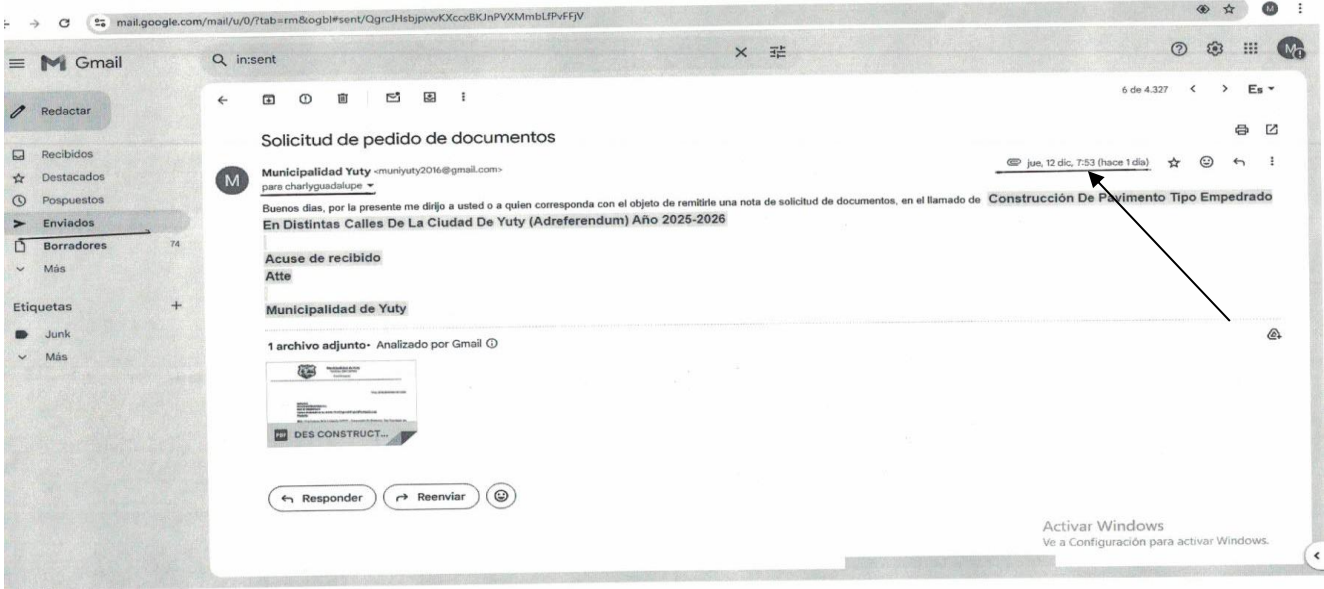 mail.google.com/mail/u/0/?tab=rm&ogbl#sent/QgrcJHsbjpwvKXccxBKJnPVXMmbLfPvFFjV
M
Gmail
in:sent
Redactar
6 de 4.327
Es
Solicitud de pedido de documentos
Recibidos
Destacados
Pospuestos
Enviados
Borradores 74
Más
M
Municipalidad Yuty <muniyuty2016@gmail.com>
jue, 12 dic, 7:53 (hace 1 día)
para charlyguadalupe
Buenos dias, por la presente me dirijo a usted o a quien corresponda con el objeto de remitirle una nota de solicitud de documentos, en el llamado de Construcción De Pavimento Tipo Empedrado
En Distintas Calles De La Ciudad De Yuty (Adreferendum) Año 2025-2026
Acuse de recibido
Atte
Municipalidad de Yuty
Etiquetas +
Junk
Más
1 archivo adjunto• Analizado por Gmail
PDF DES CONSTRUCT...
Responder
Reenviar
Activar Windows
Ve a Configuración para activar Windows.